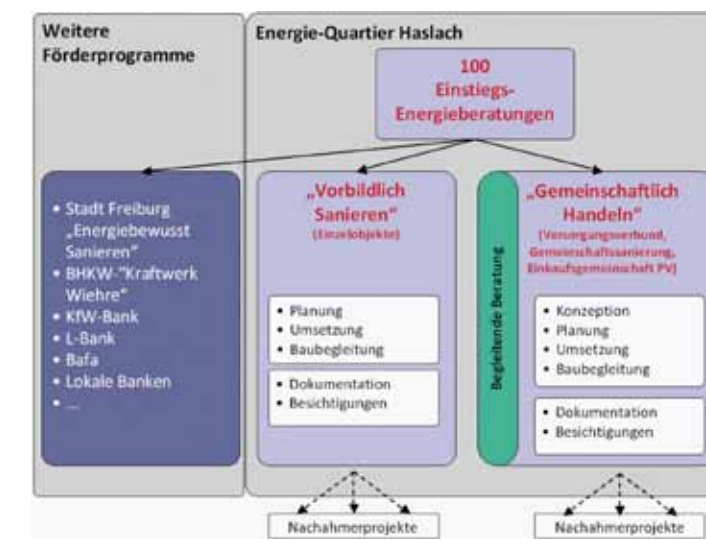 Weitere
Förderprogramme
Energie-Quartier Haslach
100
Einstiegs-
Energieberatungen
• Stadt Freiburg
„Energiebewusst
Sanieren"
• BHKW-"Kraftwerk
Wiehre"
• KfW-Bank
• L-Bank
• Bafa
• Lokale Banken
• ...
„Vorbildlich
Sanieren"
(Einzelobjekte)
• Planung
• Umsetzung
• Baubegleitung
• Dokumentation
• Besichtigungen
Nachahmerprojekte
Begleitende Beratung
„Gemeinschaftlich
Handeln"
(Versorgungsverbund,
Gemeinschaftssanierung,
Einkaufsgemeinschaft PV)
• Konzeption
• Planung
• Umsetzung
• Baubegleitung
• Dokumentation
• Besichtigungen
Nachahmerprojekte